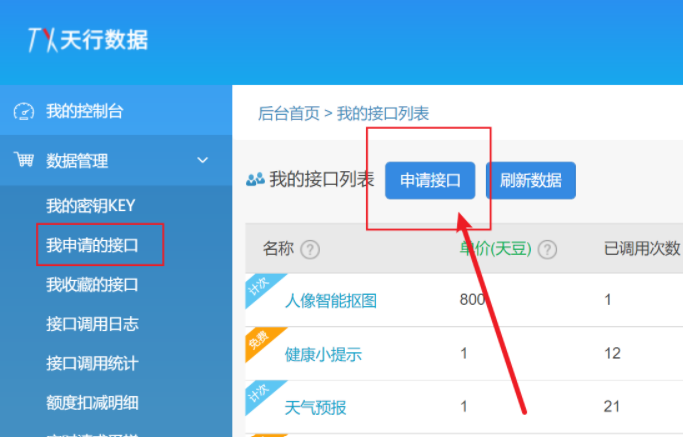 TX天行数据
我的控制台
数据管理
我的密钥KEY
我申请的接口
我收藏的接口
接口调用日志
接口调用统计
额度扣减明细
后台首页 > 我的接口列表
我的接口列表 申请接口 刷新数据
名称 ? 单价(天豆) ? 已调用次数
计次 人像智能抠图 800 1
免费 健康小提示 1 12
计次 天气预报 1 21